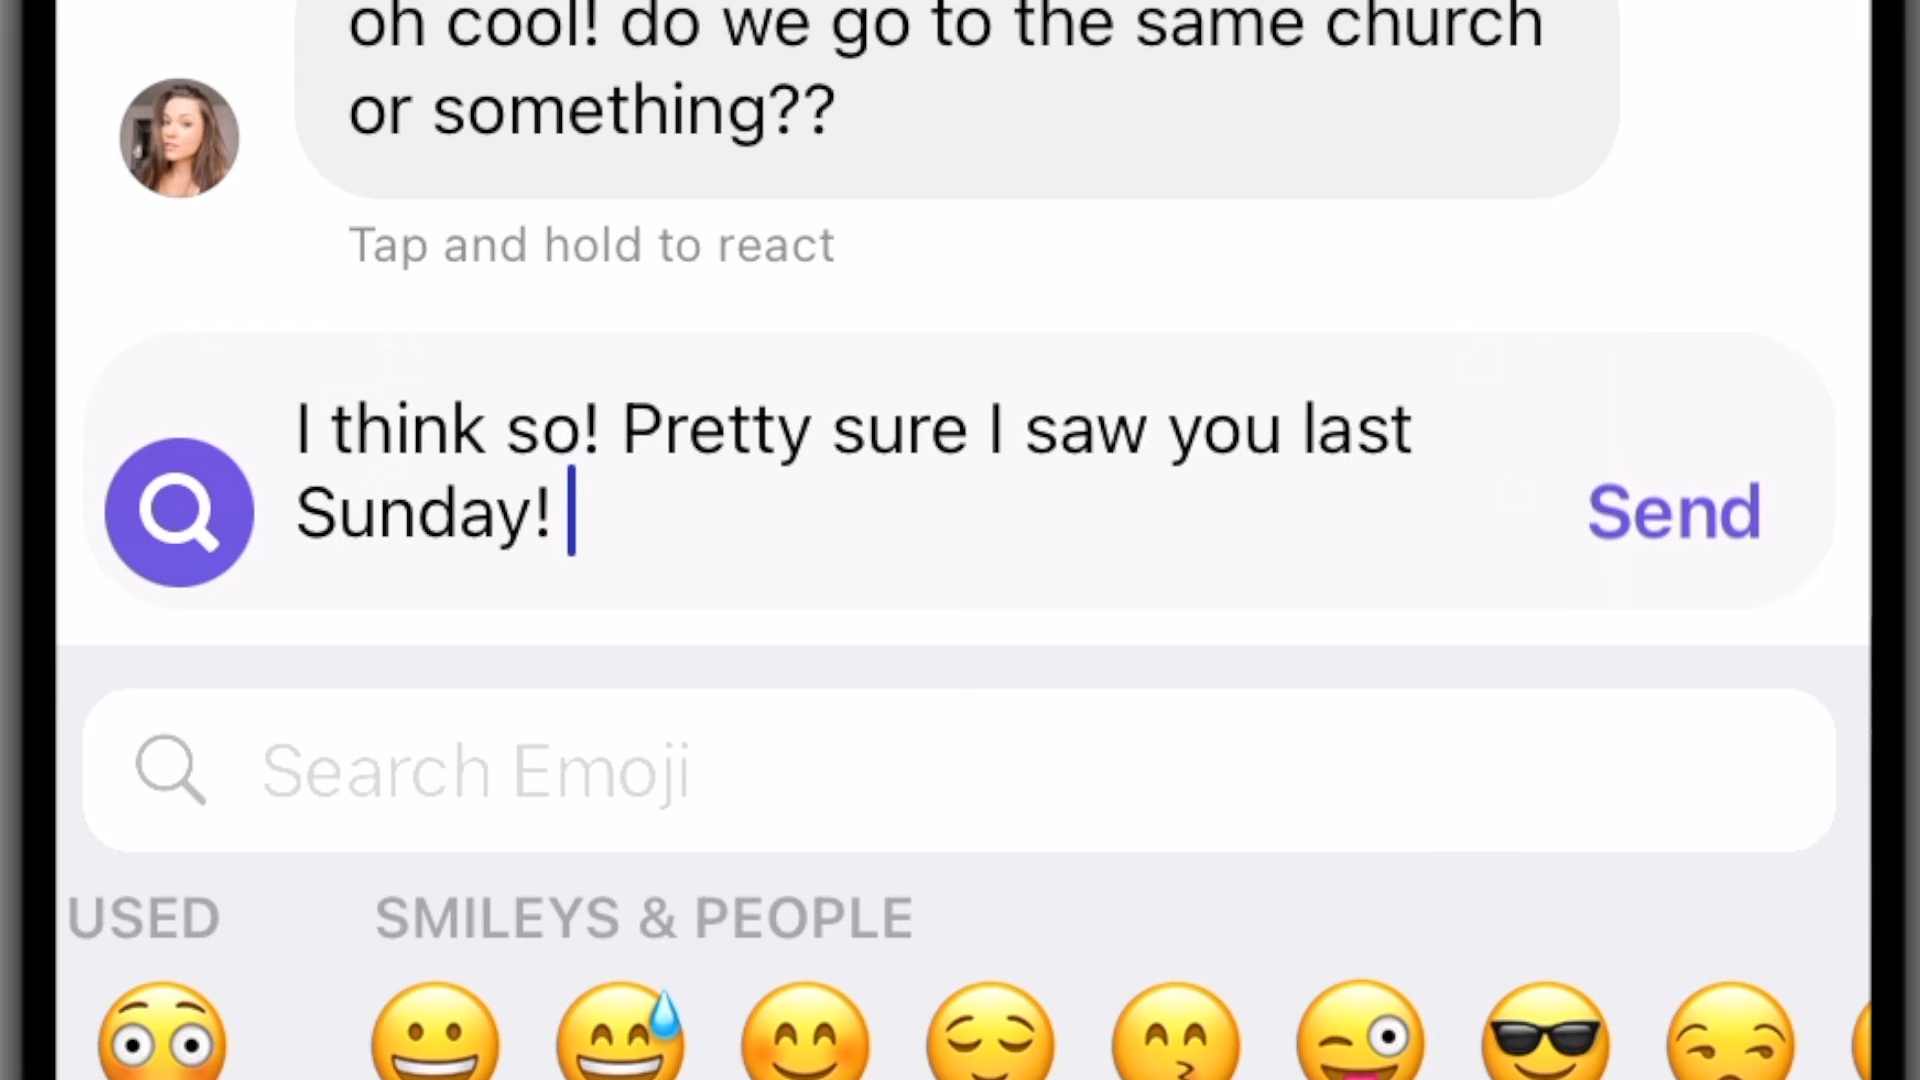 oh cool! do we go to the same church
or something??
Tap and hold to react
I think so! Pretty sure I saw you last
Sunday!
Send
Search Emoji
USED
SMILEYS & PEOPLE